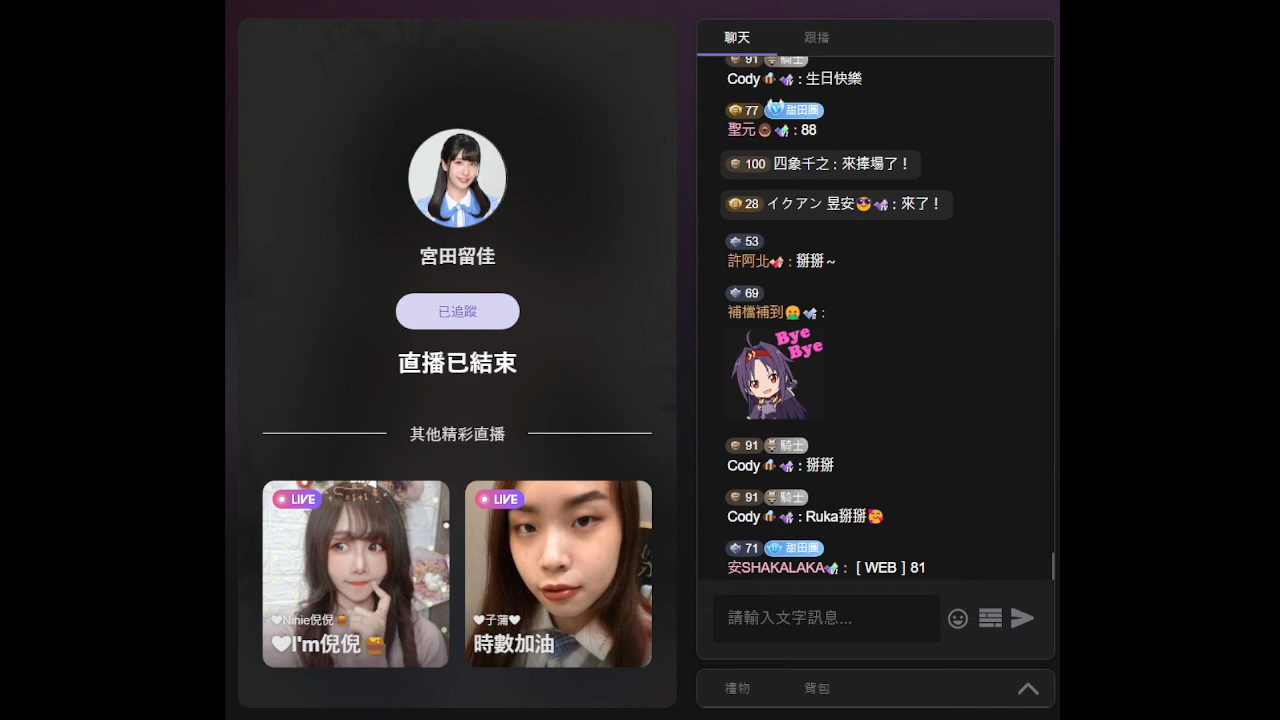 宮田留佳
已追蹤
直播已結束
其他精彩直播
LIVE
Ninie倪倪
I'm倪倪
LIVE
子蒲
時數加油
聊天
跟播
91 騎士
Cody : 生日快樂
77 甜田圈
聖元 : 88
100 四象千之 : 來捧場了！
28 イクアン 昱安 : 來了！
53
許阿北 : 掰掰～
69
補檔補到 :
Bye
Bye
91 騎士
Cody : 掰掰
91 騎士
Cody : Ruka掰掰
71 甜田圈
安SHAKALAKA : [ WEB ] 81
請輸入文字訊息...
禮物
背包